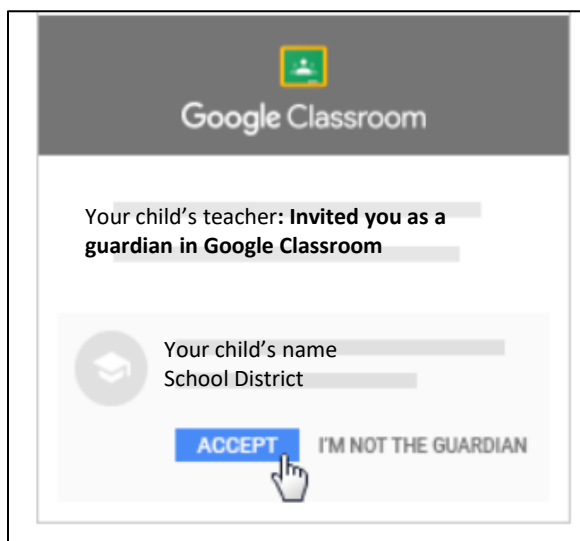 Google Classroom
Your child’s teacher: Invited you as a
guardian in Google Classroom
Your child’s name
School District
ACCEPT I'M NOT THE GUARDIAN